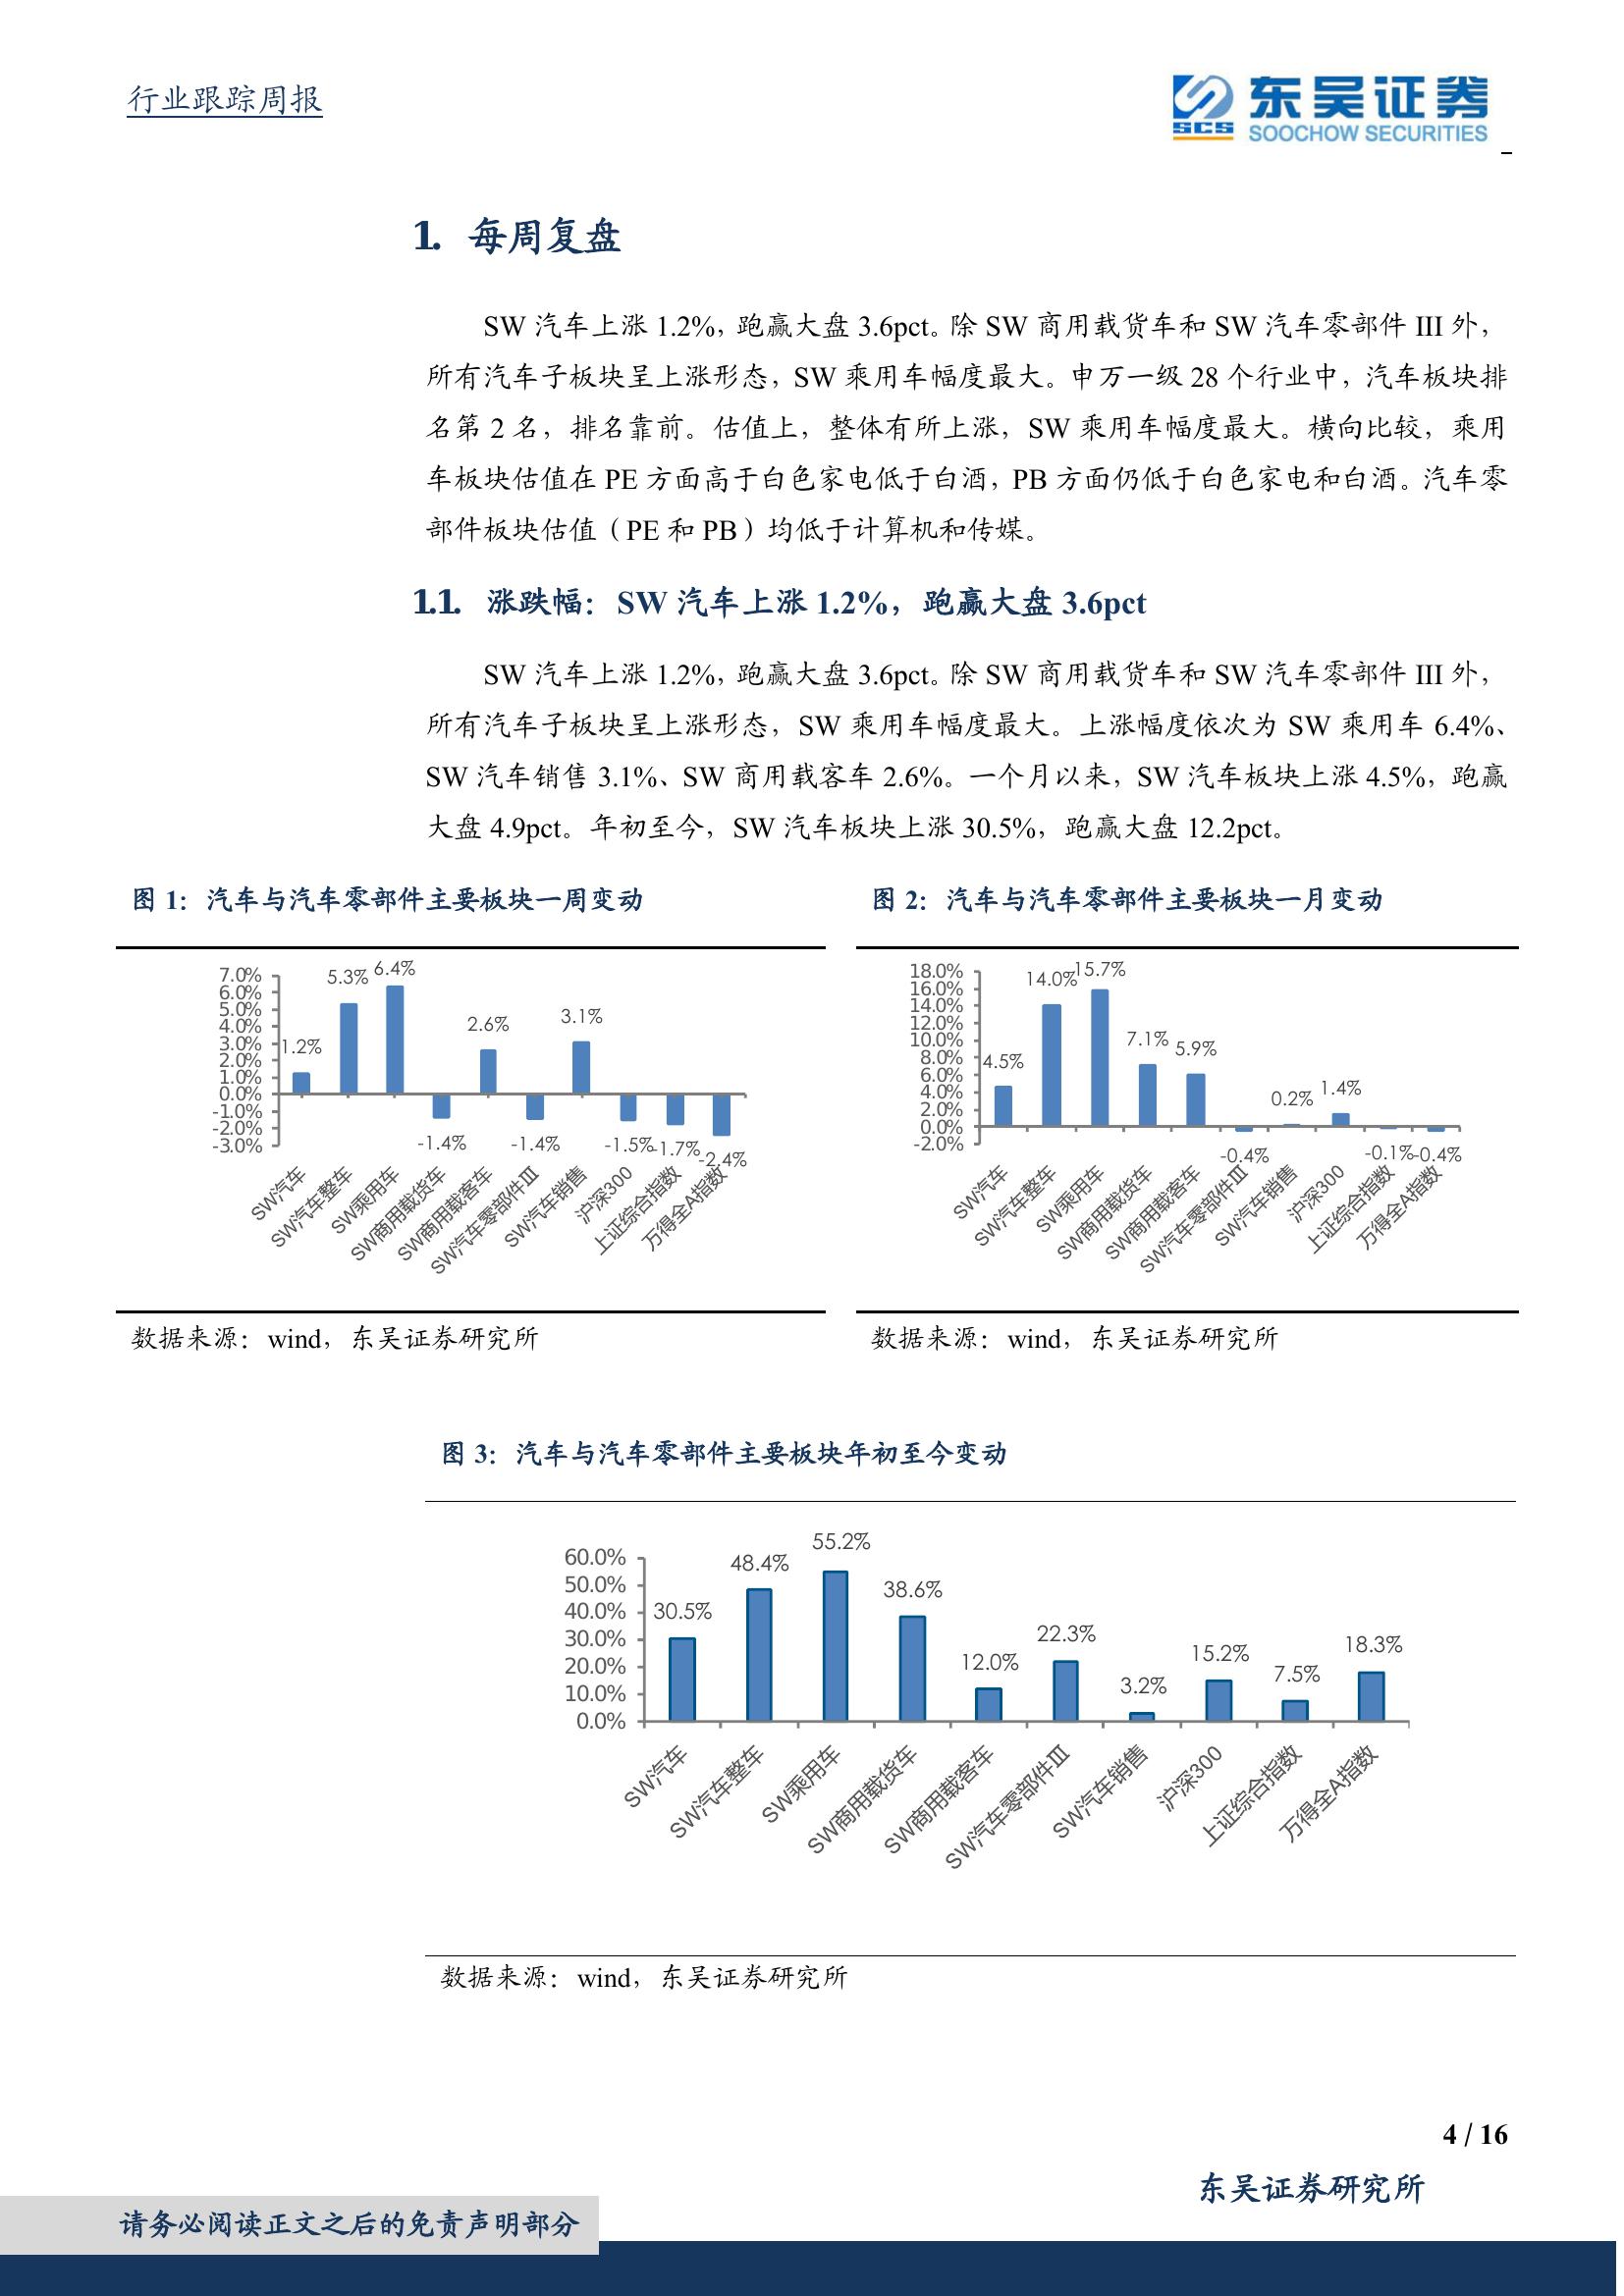 行业跟踪周报
SCS 东吴证券
SOOCHOW SECURITIES
1. 每周复盘
SW 汽车上涨 1.2%，跑赢大盘 3.6pct。除 SW 商用载货车和 SW 汽车零部件 III 外，
所有汽车子板块呈上涨形态，SW 乘用车幅度最大。申万一级 28 个行业中，汽车板块排
名第 2 名，排名靠前。估值上，整体有所上涨，SW 乘用车幅度最大。横向比较，乘用
车板块估值在 PE 方面高于白色家电低于白酒，PB 方面仍低于白色家电和白酒。汽车零
部件板块估值（PE 和 PB）均低于计算机和传媒。
1.1. 涨跌幅：SW 汽车上涨 1.2%，跑赢大盘 3.6pct
SW 汽车上涨 1.2%，跑赢大盘 3.6pct。除 SW 商用载货车和 SW 汽车零部件 III 外，
所有汽车子板块呈上涨形态，SW 乘用车幅度最大。上涨幅度依次为 SW 乘用车 6.4%、
SW 汽车销售 3.1%、SW 商用载客车 2.6%。一个月以来，SW 汽车板块上涨 4.5%，跑赢
大盘 4.9pct。年初至今，SW 汽车板块上涨 30.5%，跑赢大盘 12.2pct。
图 1：汽车与汽车零部件主要板块一周变动
7.0%
6.0%
5.0%
4.0%
3.0%
2.0%
1.0%
0.0%
-1.0%
-2.0%
-3.0%
1.2%
5.3%
6.4%
-1.4%
2.6%
-1.4%
3.1%
-1.5%
-1.7%
-2.4%
SW汽车
SW汽车整车
SW乘用车
SW商用载货车
SW商用载客车
SW汽车零部件Ⅲ
SW汽车销售
沪深300
上证综合指数
万得全A指数
数据来源：wind，东吴证券研究所
图 2：汽车与汽车零部件主要板块一月变动
18.0%
16.0%
14.0%
12.0%
10.0%
8.0%
6.0%
4.0%
2.0%
0.0%
-2.0%
4.5%
14.0%
15.7%
7.1%
5.9%
-0.4%
0.2%
1.4%
-0.1%
-0.4%
SW汽车
SW汽车整车
SW乘用车
SW商用载货车
SW商用载客车
SW汽车零部件Ⅲ
SW汽车销售
沪深300
上证综合指数
万得全A指数
数据来源：wind，东吴证券研究所
图 3：汽车与汽车零部件主要板块年初至今变动
60.0%
50.0%
40.0%
30.0%
20.0%
10.0%
0.0%
30.5%
48.4%
55.2%
38.6%
12.0%
22.3%
3.2%
15.2%
7.5%
18.3%
SW汽车
SW汽车整车
SW乘用车
SW商用载货车
SW商用载客车
SW汽车零部件Ⅲ
SW汽车销售
沪深300
上证综合指数
万得全A指数
数据来源：wind，东吴证券研究所
4 / 16
东吴证券研究所
请务必阅读正文之后的免责声明部分